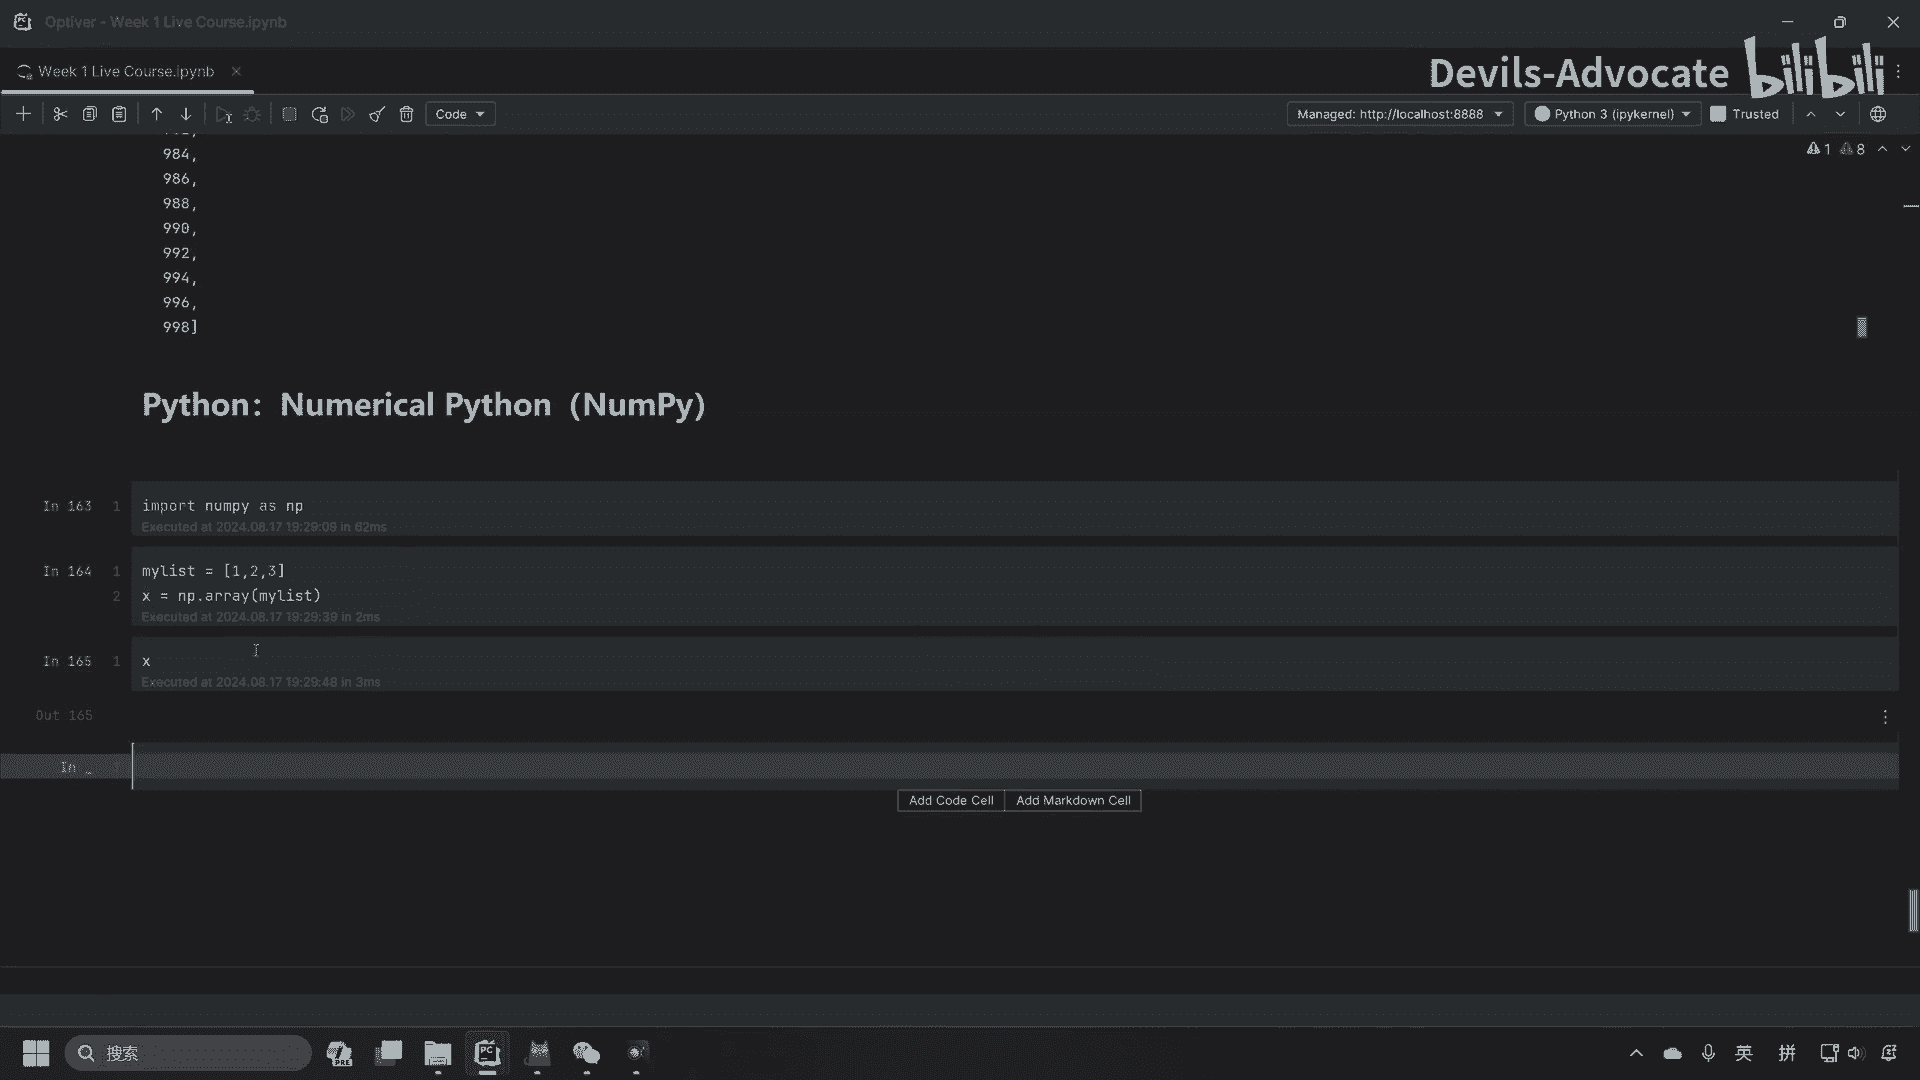 Optiver - Week 1 Live Course.ipynb
Week 1 Live Course.ipynb
Devils-Advocate bilibili
Code
Managed: http://localhost:8888
Python 3 (ipykernel)
Trusted
1 8
984,
986,
988,
990,
992,
994,
996,
998]
Python：Numerical Python（NumPy）
In 163 1 import numpy as np
Executed at 2024.08.17 19:29:09 in 62ms
In 164 1 mylist = [1,2,3]
2 x = np.array(mylist)
Executed at 2024.08.17 19:29:39 in 2ms
In 165 1 x
Executed at 2024.08.17 19:29:48 in 3ms
Out 165
In _ 1
Add Code Cell Add Markdown Cell
搜索
PRE
PC
英
拼